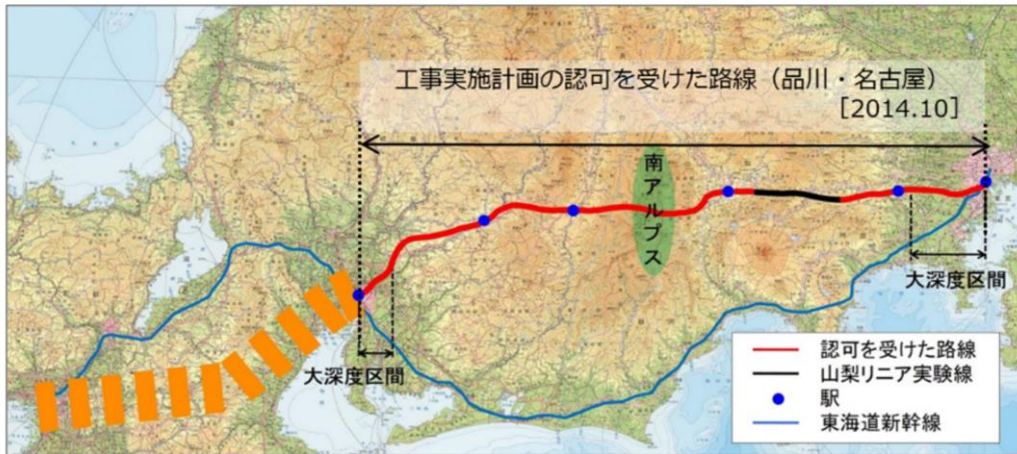 工事実施計画の認可を受けた路線（品川・名古屋）
［2014.10］
南アルプス
大深度区間
大深度区間
認可を受けた路線
山梨リニア実験線
駅
東海道新幹線